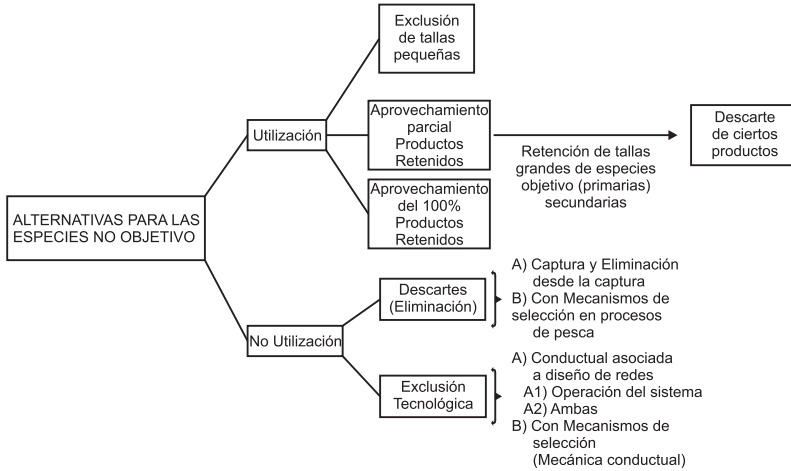 Exclusión
de tallas
pequeñas
Utilización
Aprovechamiento
parcial
Productos
Retenidos
Retención de tallas
grandes de especies
objetivo (primarias)
secundarias
Descarte
de ciertos
productos
Aprovechamiento
del 100%
Productos
Retenidos
ALTERNATIVAS PARA LAS
ESPECIES NO OBJETIVO
No Utilización
Descartes
(Eliminación)
A) Captura y Eliminación
desde la captura
B) Con Mecanismos de
selección en procesos
de pesca
Exclusión
Tecnológica
A) Conductual asociada
a diseño de redes
A1) Operación del sistema
A2) Ambas
B) Con Mecanismos de
selección
(Mecánica conductual)